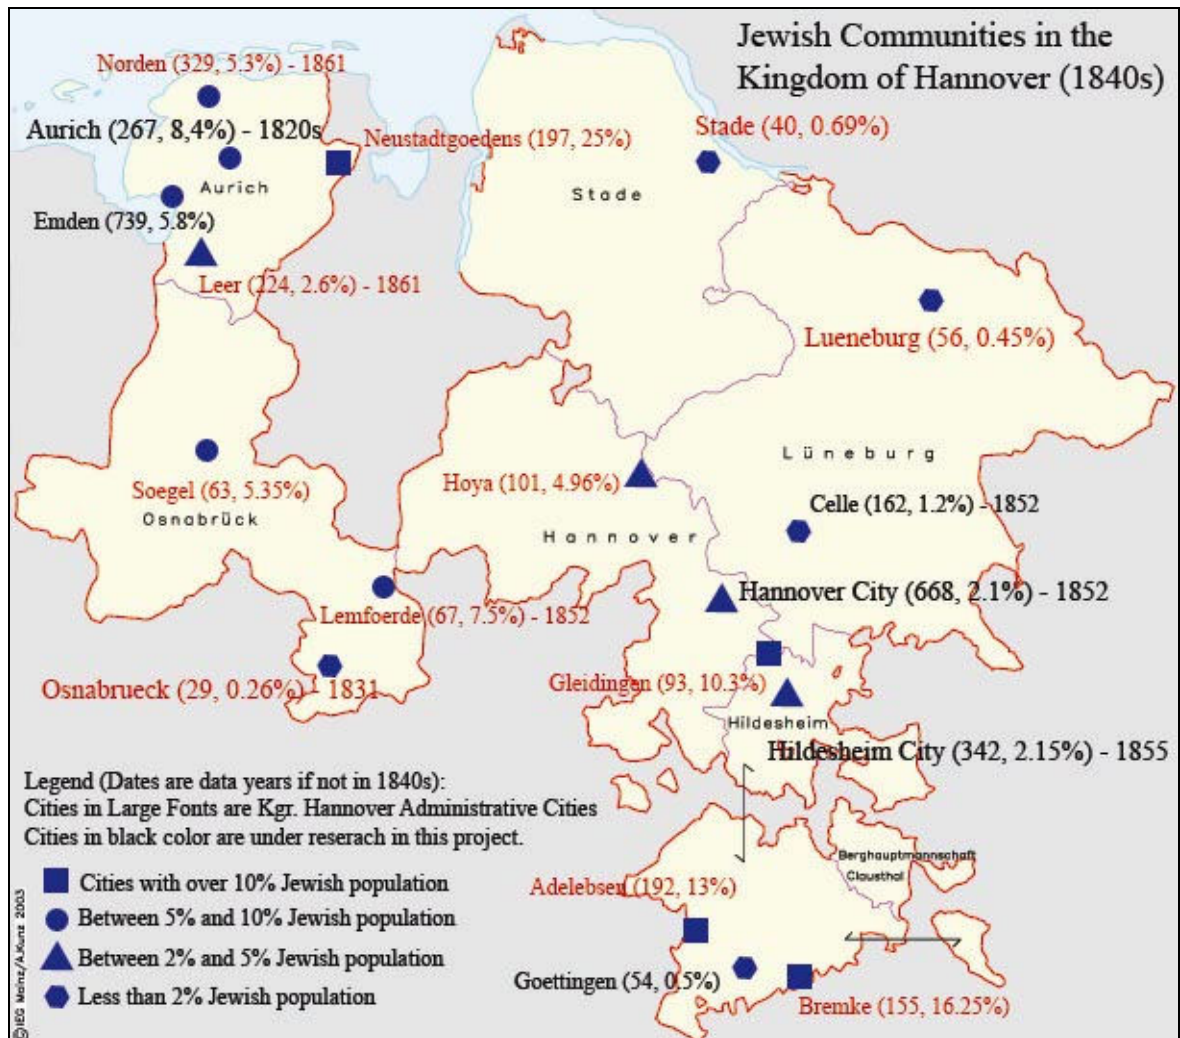 Jewish Communities in the
Kingdom of Hannover (1840s)
Norden (329, 5.3%) - 1861
Aurich (267, 8,4%) - 1820s
Neustadtgoedens (197, 25%)
Stade (40, 0.69%)
Aurich
Stade
Emden (739, 5.8%)
Leer (224, 2.6%) - 1861
Lueneburg (56, 0.45%)
Lüneburg
Hoya (101, 4.96%)
Soegel (63, 5.35%)
Osnabrück
Celle (162, 1.2%) - 1852
Hannover
Hannover City (668, 2.1%) - 1852
Lemfoerde (67, 7.5%) - 1852
Osnabrueck (29, 0.26%) - 1831
Gleidingen (93, 10.3%)
Hildesheim
Hildesheim City (342, 2.15%) - 1855
Legend (Dates are data years if not in 1840s):
Cities in Large Fonts are Kgr. Hannover Administrative Cities
Cities in black color are under reserach in this project.
Cities with over 10% Jewish population
Between 5% and 10% Jewish population
Between 2% and 5% Jewish population
Less than 2% Jewish population
Berghauptmannschaft
Clausthal
Adelebsen (192, 13%)
Goettingen (54, 0.5%)
Bremke (155, 16.25%)
©IEG Mainz/A.Kunz 2003